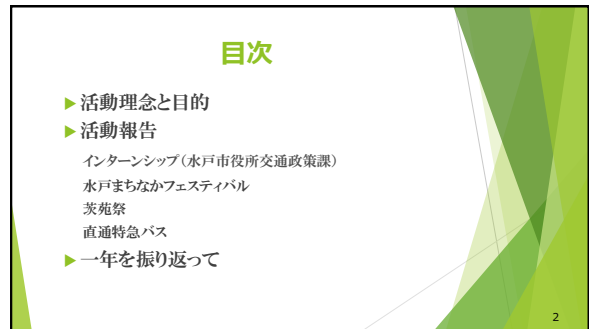 目次
活動理念と目的
活動報告
インターンシップ（水戸市役所交通政策課）
水戸まちなかフェスティバル
茨苑祭
直通特急バス
一年を振り返って
2